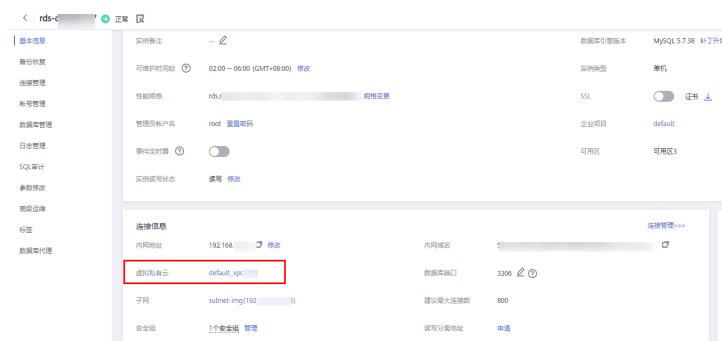 rds- 正常
基本信息
备份恢复
连接管理
帐号管理
数据库管理
日志管理
SQL审计
参数修改
高级运维
标签
数据库代理
实例备注 --
数据库引擎版本 MySQL 5.7.38 补丁升
可维护时间段 02:00 — 06:00 (GMT+08:00) 修改
实例类型 单机
性能规格 rds. 规格变更
SSL 证书
管理员帐户名 root 重置密码
企业项目 default
事件定时器
可用区 可用区3
实例读写状态 读写 修改
连接信息 连接管理>>>
内网地址 192.168. 修改
内网域名
虚拟私有云 default_vpc
数据库端口 3306
子网 subnet-lmg(192
建议最大连接数 800
安全组 1个安全组 管理
读写分离地址 申请